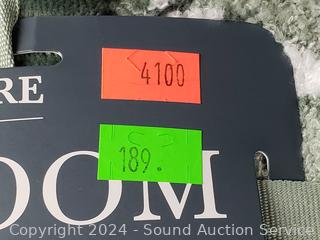 4100
RE
189.
OOM
Copyright 2024 - Sound Auction Service